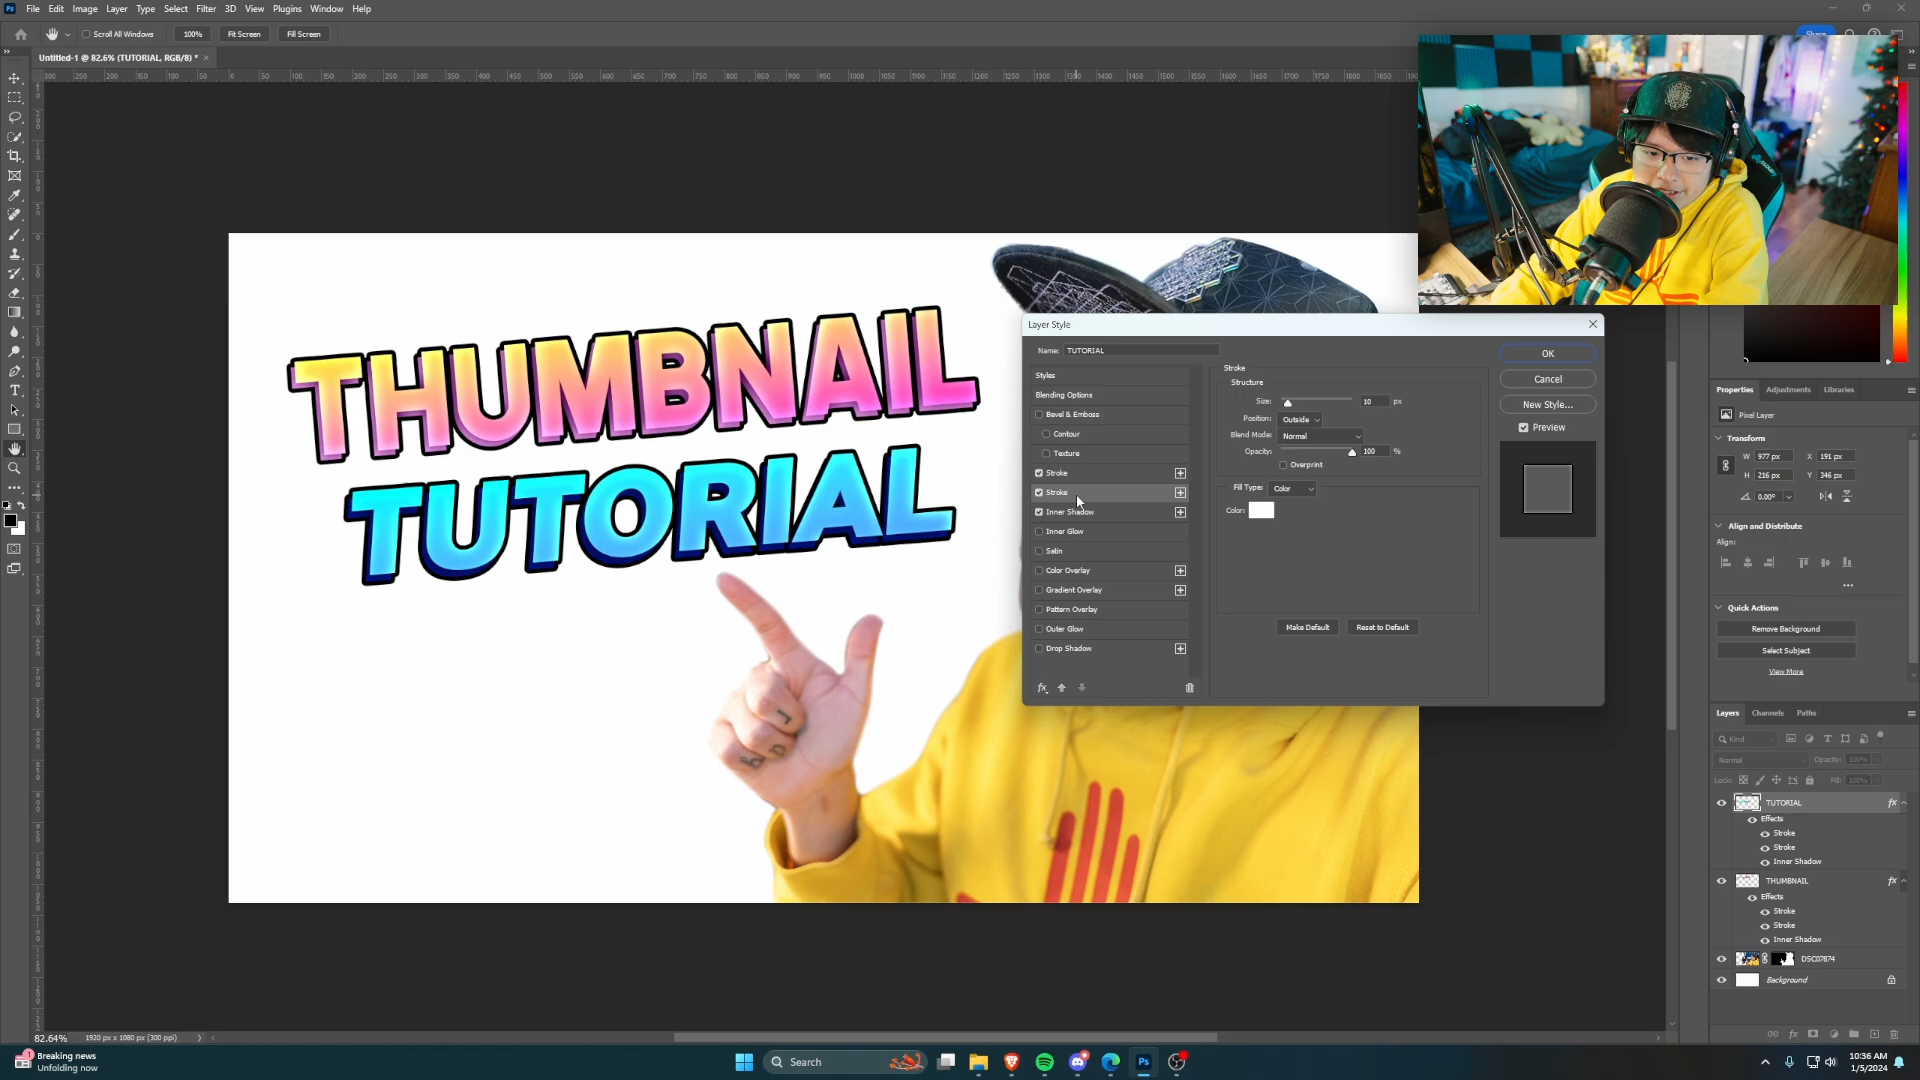 File Edit Image Layer Type Select Filter 3D View Plugins Window Help
Scroll All Windows 100% Fit Screen Fill Screen
Share
Untitled-1 @ 82.6% (TUTORIAL, RGB/8) *
THUMBNAIL
TUTORIAL
Layer Style
Name: TUTORIAL
Styles
Blending Options
Bevel & Emboss
Contour
Texture
Stroke
Stroke
Inner Shadow
Inner Glow
Satin
Color Overlay
Gradient Overlay
Pattern Overlay
Outer Glow
Drop Shadow
fx
Stroke
Structure
Size: 10 px
Position: Outside
Blend Mode: Normal
Opacity: 100 %
Overprint
Fill Type: Color
Color:
Make Default Reset to Default
OK
Cancel
New Style...
Preview
Properties Adjustments Libraries
Pixel Layer
Transform
W 977 px X 191 px
H 216 px Y 346 px
0.00°
Align and Distribute
Align:
Quick Actions
Remove Background
Select Subject
View More
Layers Channels Paths
Kind
Normal Opacity: 100%
Lock: Fill: 100%
TUTORIAL fx
Effects
Stroke
Stroke
Inner Shadow
THUMBNAIL fx
Effects
Stroke
Stroke
Inner Shadow
DSC07874
Background
82.64% 1920 px x 1080 px (300 ppi)
Breaking news
Unfolding now
Search
Ps
10:36 AM
1/5/2024